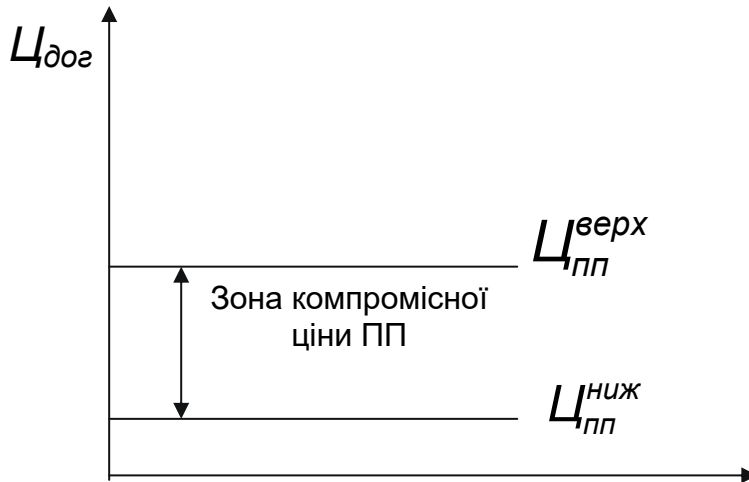 Ц_дог
Ц_пп^верх
Зона компромісної
ціни ПП
Ц_пп^ниж